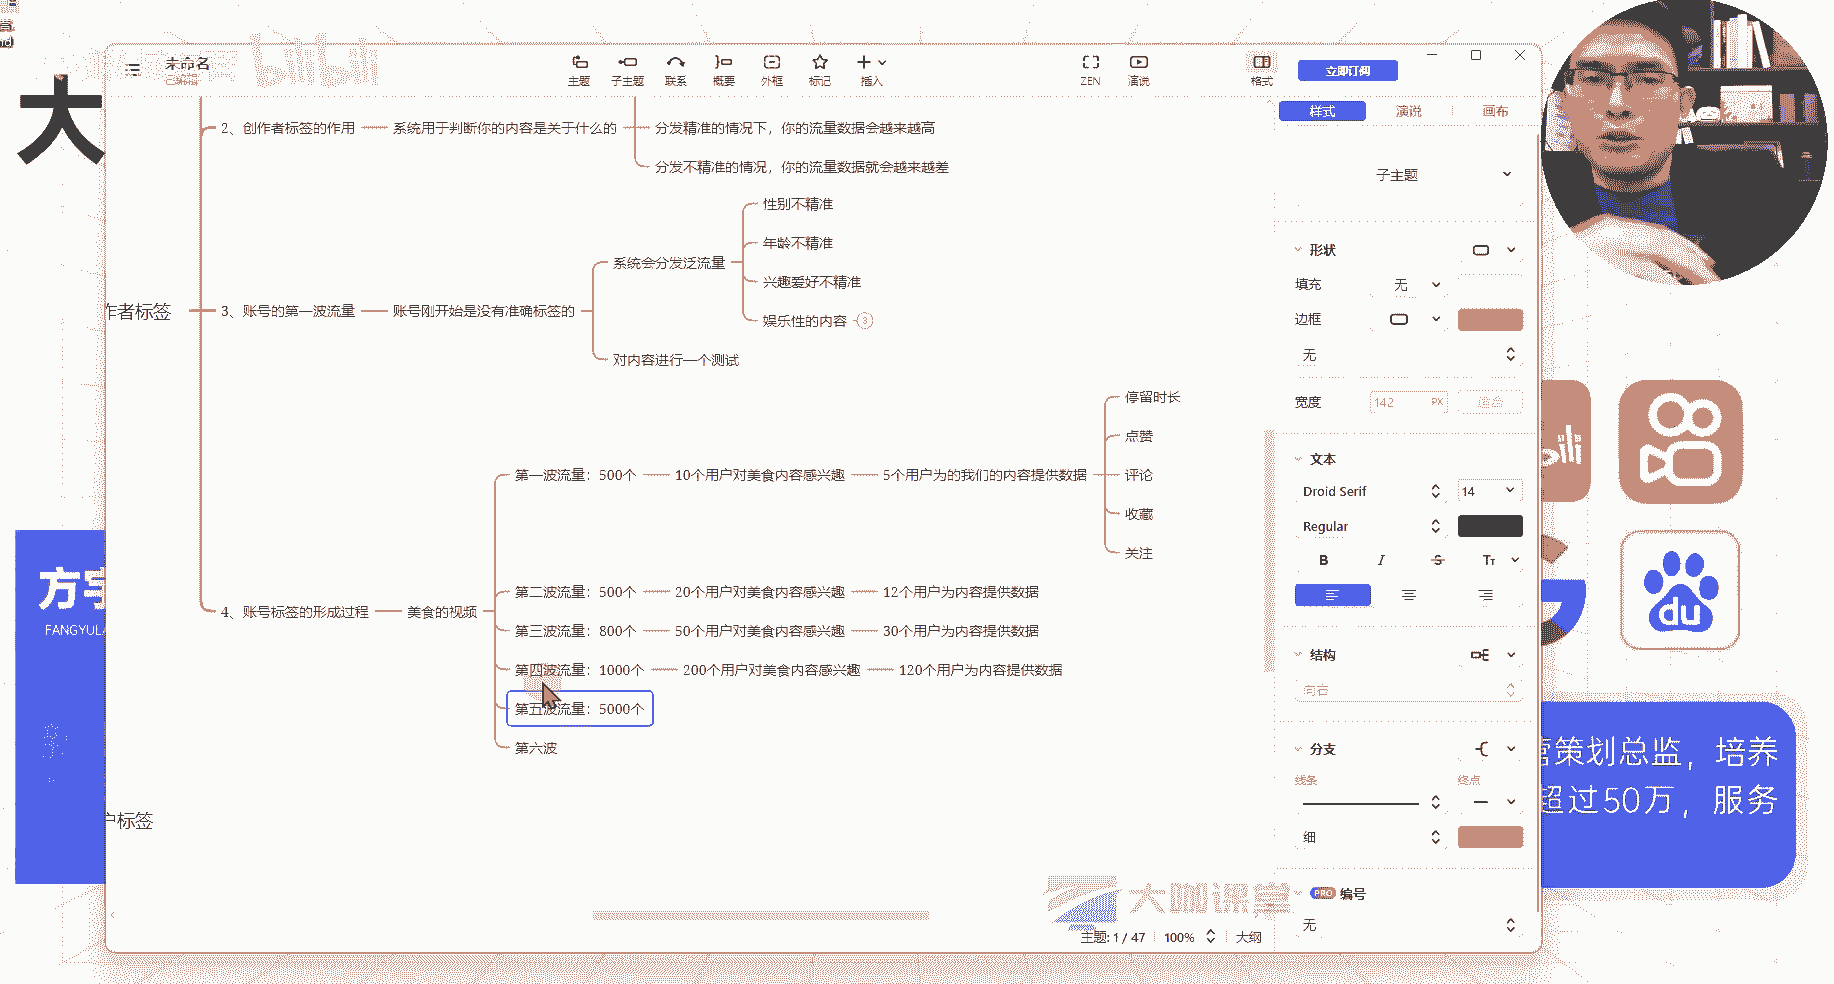 未命名
已编辑
bilibili
主题
子主题
联系
概要
外框
标记
插入
ZEN
演说
格式
立即订阅
大
2、创作者标签的作用
系统用于判断你的内容是关于什么的
分发精准的情况下，你的流量数据会越来越高
分发不精准的情况，你的流量数据就会越来越差
作者标签
3、账号的第一波流量
账号刚开始是没有准确标签的
系统会分发泛流量
性别不精准
年龄不精准
兴趣爱好不精准
娱乐性的内容
3
对内容进行一个测试
4、账号标签的形成过程
美食的视频
第一波流量：500个
10个用户对美食内容感兴趣
5个用户为的我们的内容提供数据
停留时长
点赞
评论
收藏
关注
第二波流量：500个
20个用户对美食内容感兴趣
12个用户为内容提供数据
第三波流量：800个
50个用户对美食内容感兴趣
30个用户为内容提供数据
第四波流量：1000个
200个用户对美食内容感兴趣
120个用户为内容提供数据
第五波流量：5000个
第六波
户标签
样式
演说
画布
子主题
形状
填充
无
边框
无
宽度
142
PX
文本
Droid Serif
14
Regular
B
I
S
TT
结构
向右
分支
线条
终点
细
PRO
编号
无
大咖课堂
主题: 1 / 47
100%
大纲
方宇
FANGYULA
du
营策划总监，培养
超过50万，服务